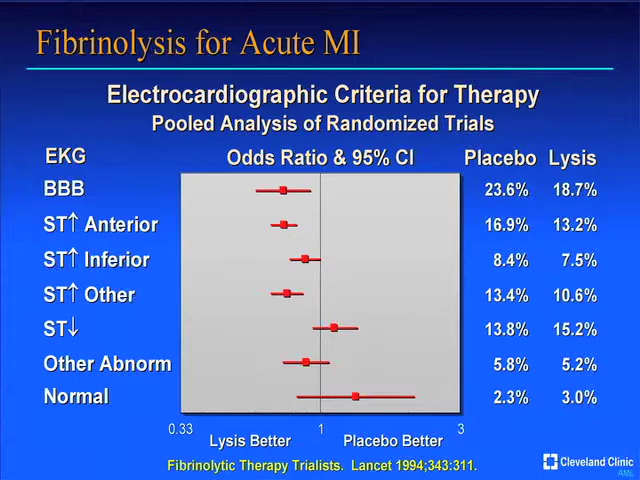 Fibrinolysis for Acute MI
Electrocardiographic Criteria for Therapy
Pooled Analysis of Randomized Trials
EKG Odds Ratio & 95% CI Placebo Lysis
BBB 23.6% 18.7%
ST↑ Anterior 16.9% 13.2%
ST↑ Inferior 8.4% 7.5%
ST↑ Other 13.4% 10.6%
ST↓ 13.8% 15.2%
Other Abnorm 5.8% 5.2%
Normal 2.3% 3.0%
0.33 1 3
Lysis Better Placebo Better
Fibrinolytic Therapy Trialists. Lancet 1994;343:311.
Cleveland Clinic